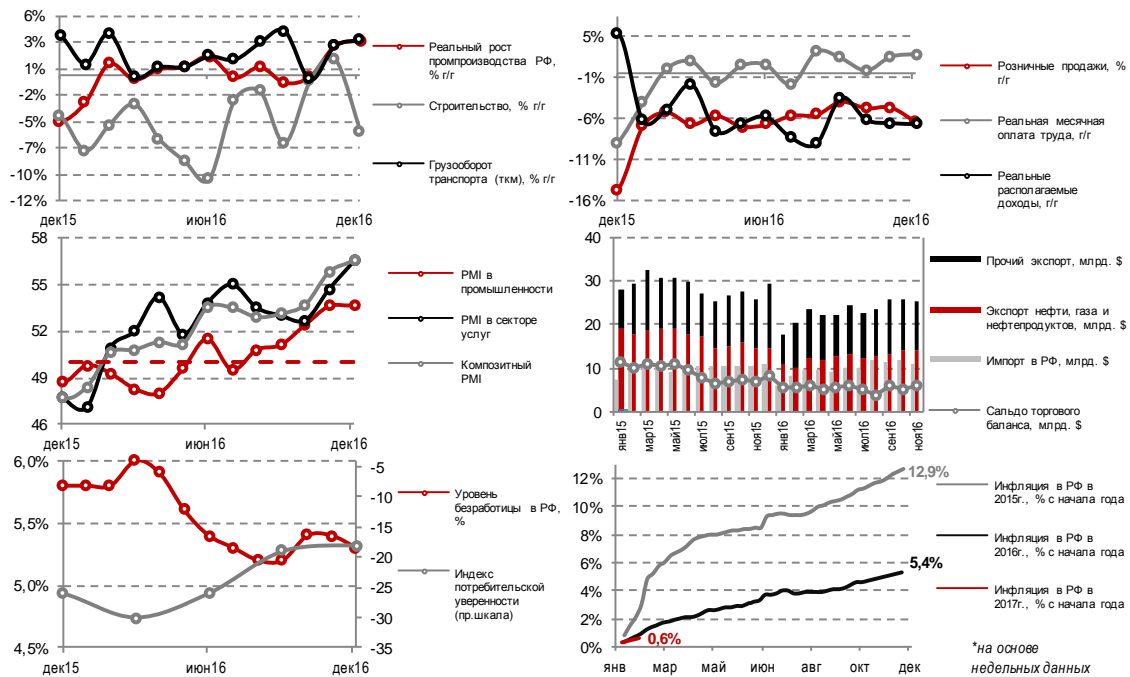 6%
3%
1%
-2%
-5%
-7%
-10%
-12%
дек15
июн16
дек16
Реальный рост
промпроизводства РФ,
% г/г
Строительство, % г/г
Грузооборот
транспорта (ткм), % г/г
5%
-1%
-6%
-11%
-16%
дек15
июн16
дек16
Розничные продажи, %
г/г
Реальная месячная
оплата труда, г/г
Реальные
располагаемые
доходы, г/г
58
55
52
49
46
дек15
июн16
дек16
PMI в
промышленности
PMI в секторе
услуг
Композитный
PMI
40
30
20
10
0
янв15
мар15
май15
июл15
сен15
ноя15
янв16
мар16
май16
июл16
сен16
ноя16
Прочий экспорт, млрд. $
Экспорт нефти, газа и
нефтепродуктов, млрд. $
Импорт в РФ, млрд. $
Сальдо торгового
баланса, млрд. $
6,0%
5,5%
5,0%
4,5%
-5
-10
-15
-20
-25
-30
-35
дек15
июн16
дек16
Уровень
безработицы в РФ,
%
Индекс
потребительской
уверенности
(пр.шкала)
12%
10%
8%
6%
4%
2%
0%
12,9%
5,4%
0,6%
янв
мар
май
июн
авг
окт
дек
Инфляция в РФ в
2015г., % с начала года
Инфляция в РФ в
2016г., % с начала года
Инфляция в РФ в
2017г., % с начала года
*на основе
недельных данных